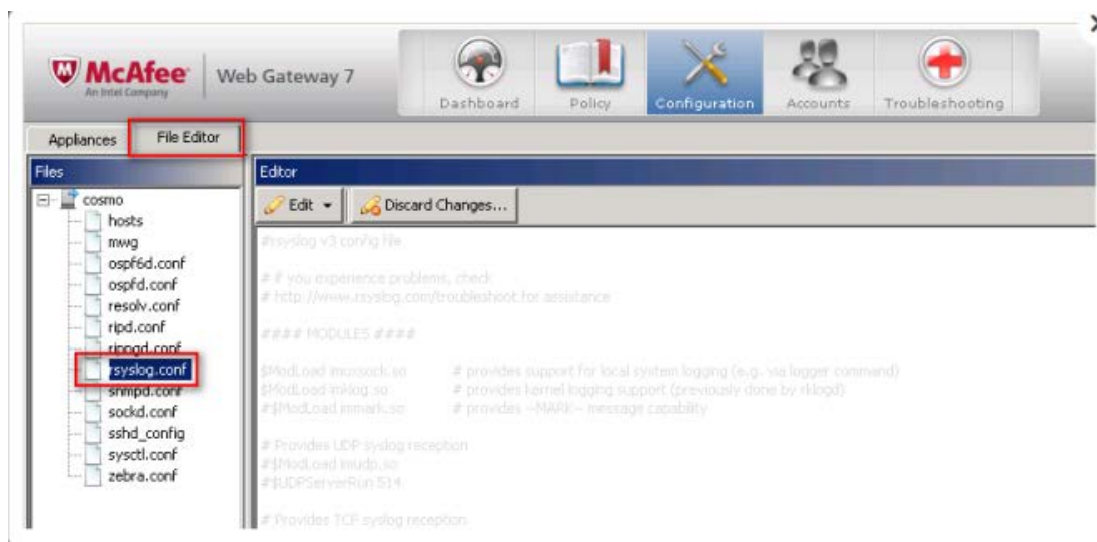 McAfee
An Intel Company
Web Gateway 7
Dashboard
Policy
Configuration
Accounts
Troubleshooting
Appliances
File Editor
Files
Editor
cosmo
hosts
mwg
ospf6d.conf
ospfd.conf
resolv.conf
ripd.conf
ripngd.conf
rsyslog.conf
snmpd.conf
sockd.conf
sshd_config
sysctl.conf
zebra.conf
Edit
Discard Changes...
#rsyslog v3 config file
# if you experience problems, check
# http://www.rsyslog.com/troubleshoot for assistance
#### MODULES ####
$ModLoad imuxsock.so # provides support for local system logging (e.g. via logger command)
$ModLoad imklog.so # provides kernel logging support (previously done by rklogd)
#$ModLoad immark.so # provides --MARK-- message capability
# Provides UDP syslog reception
#$ModLoad imudp.so
#$UDPServerRun 514
# Provides TCP syslog reception